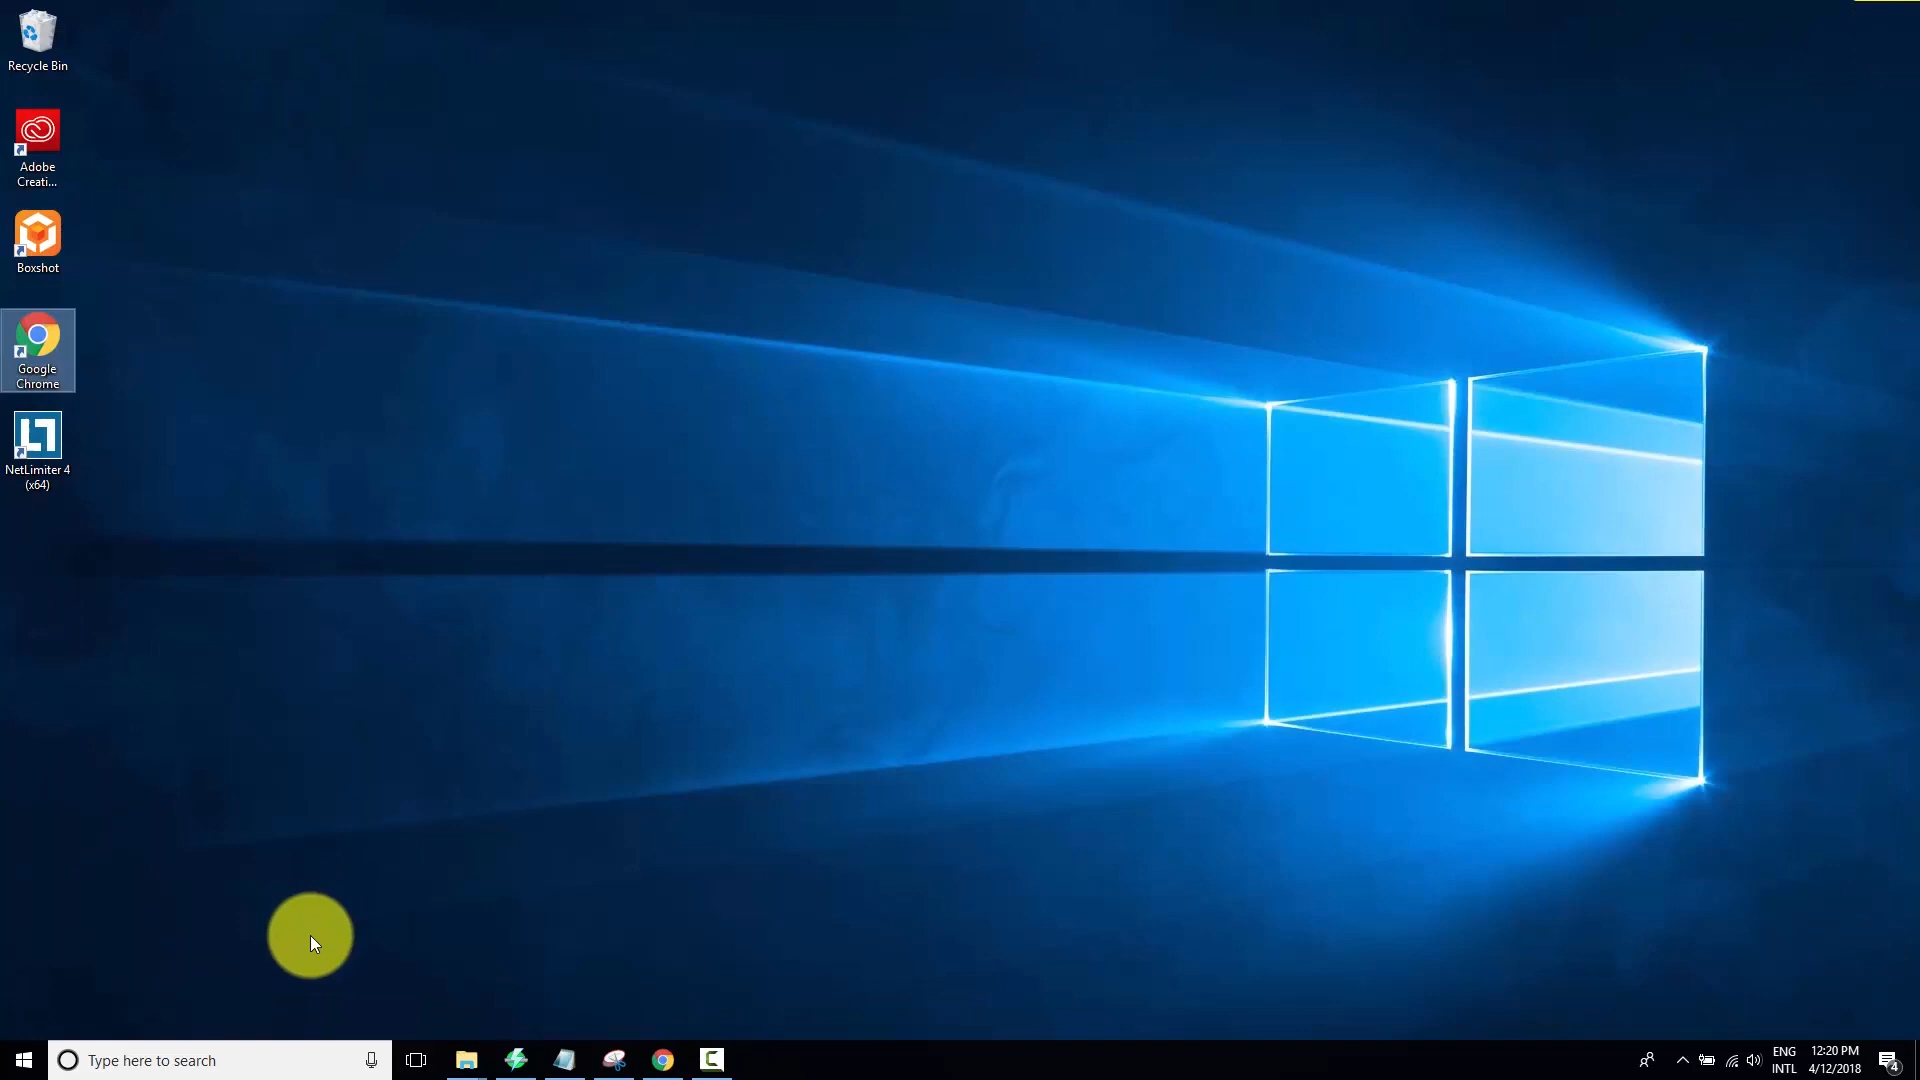 Recycle Bin
Adobe
Creati...
Boxshot
Google
Chrome
NetLimiter 4
(x64)
Type here to search
ENG
INTL
12:20 PM
4/12/2018
4